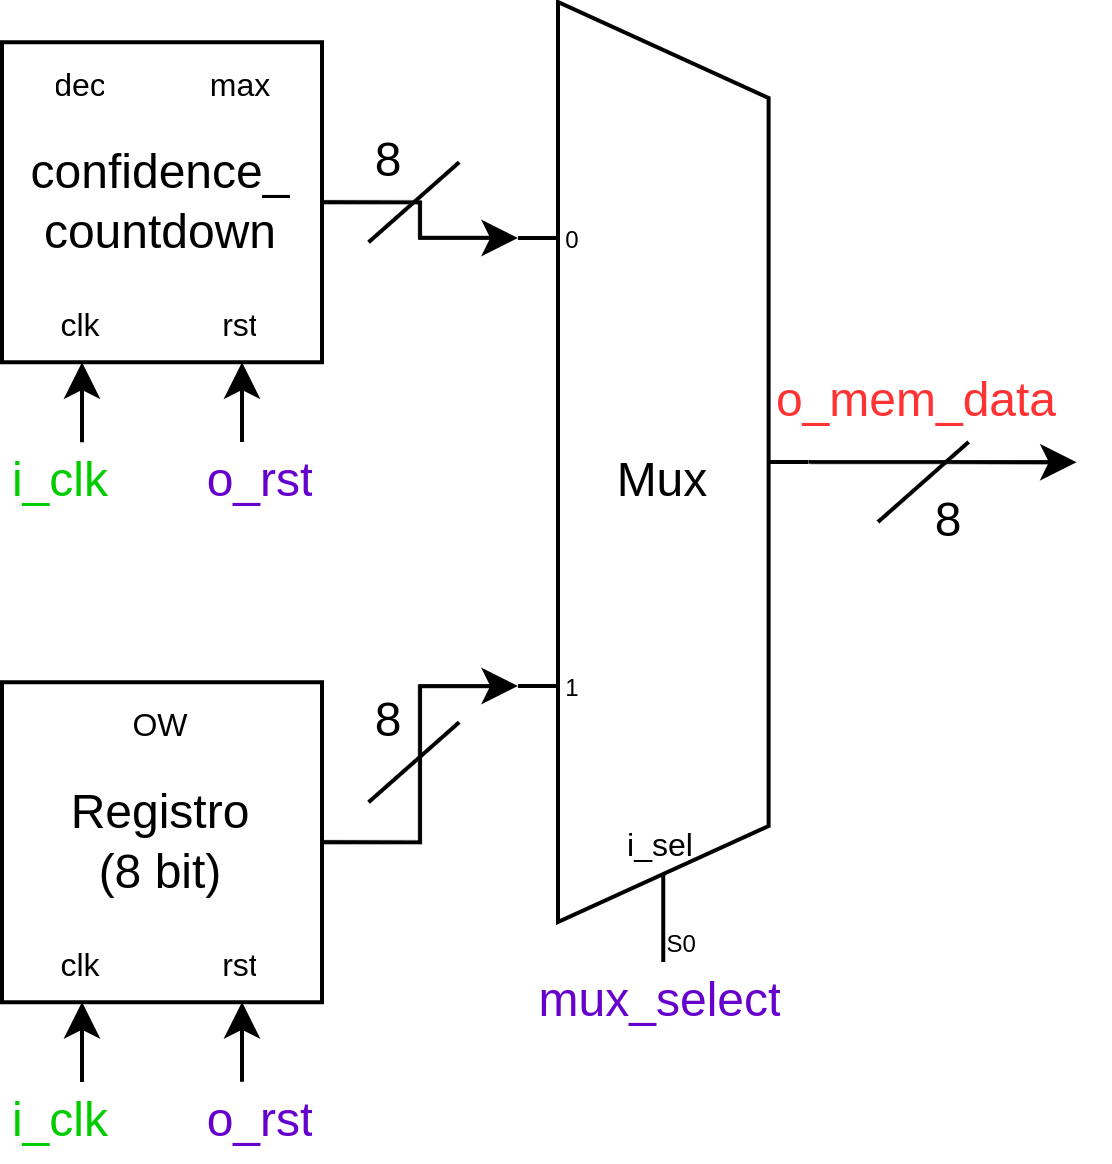 dec
max
confidence_
countdown
clk
rst
i_clk
o_rst
8
0
Mux
o_mem_data
8
OW
Registro
(8 bit)
clk
rst
i_clk
o_rst
8
1
i_sel
S0
mux_select